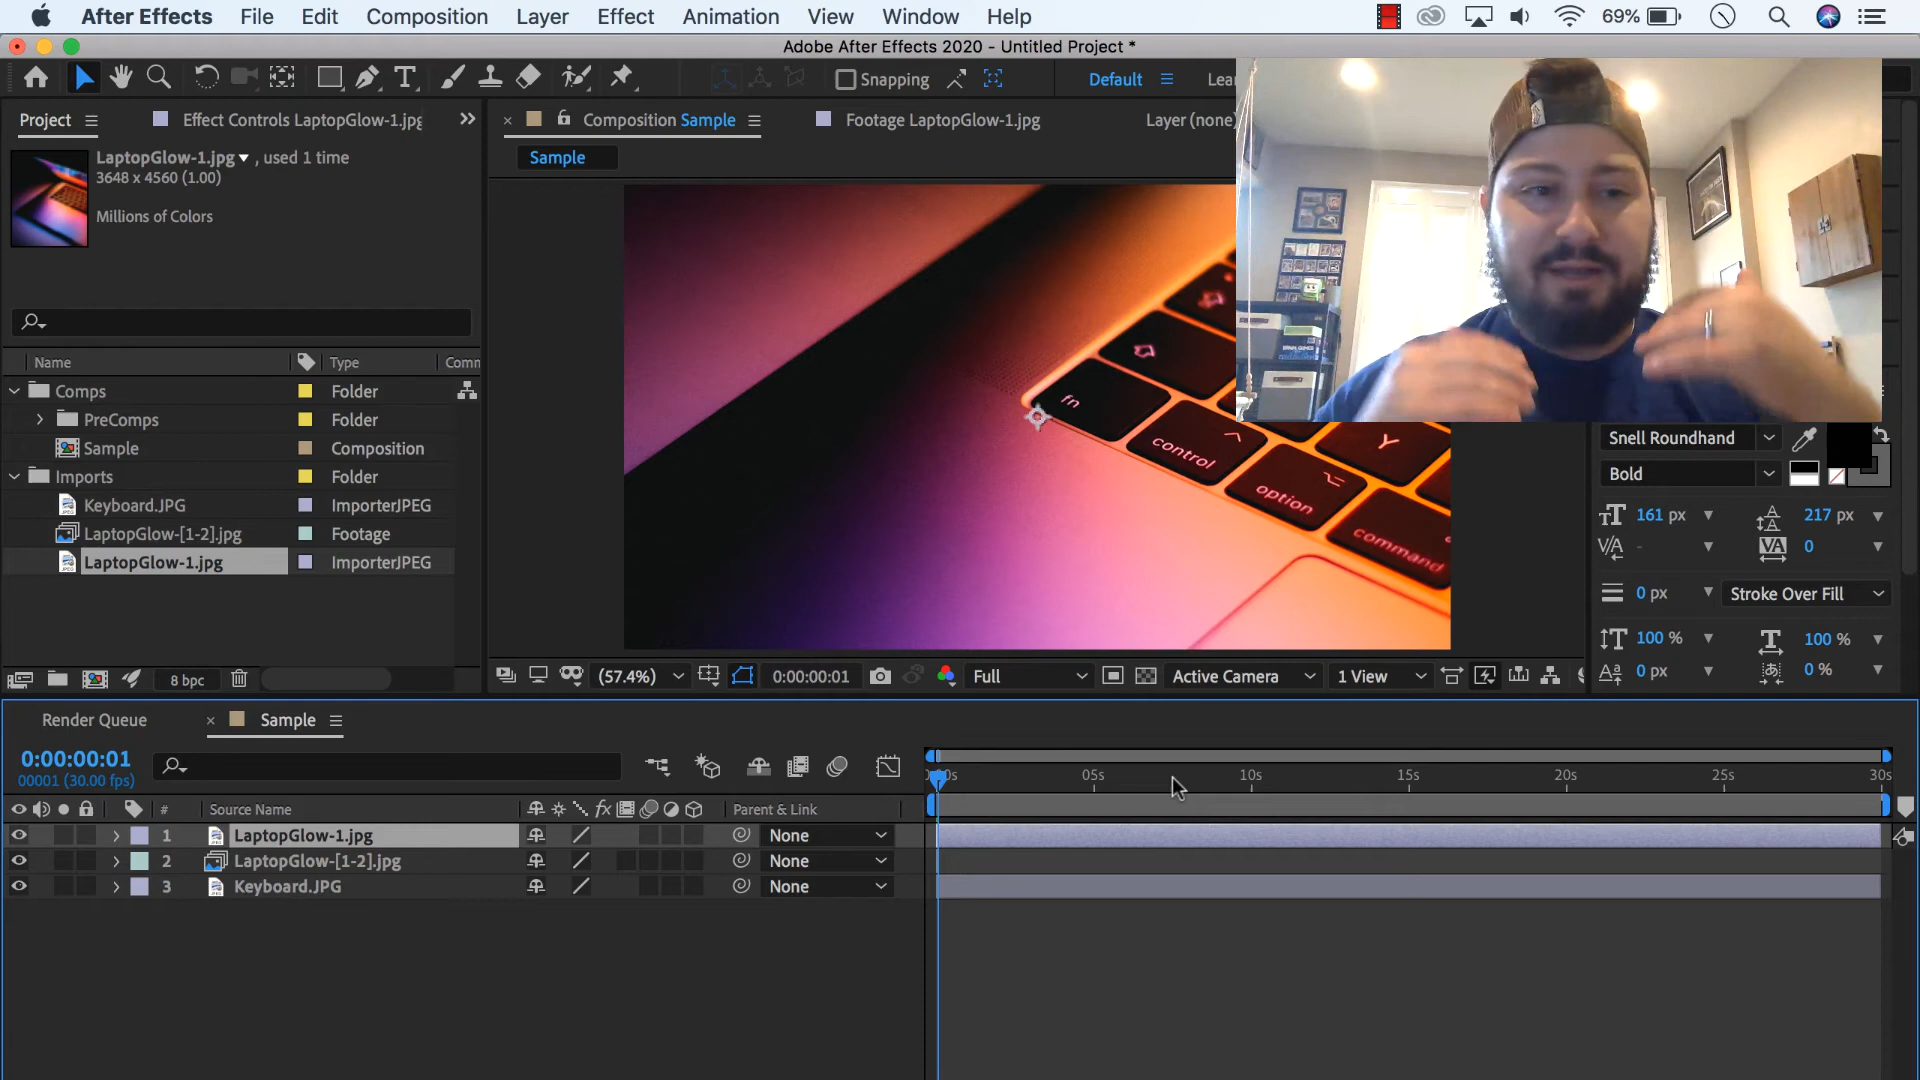 After Effects File Edit Composition Layer Effect Animation View Window Help 69%
Adobe After Effects 2020 - Untitled Project *
Snapping Default Lear
Project Effect Controls LaptopGlow-1.jpg Composition Sample Footage LaptopGlow-1.jpg Layer (none)
LaptopGlow-1.jpg , used 1 time
3648 x 4560 (1.00)
Millions of Colors
Sample
fn
control
option
command
Y
Name Type Comm
Comps Folder
PreComps Folder
Sample Composition
Imports Folder
Keyboard.JPG ImporterJPEG
LaptopGlow-[1-2].jpg Footage
LaptopGlow-1.jpg ImporterJPEG
8 bpc
(57.4%) 0:00:00:01 Full Active Camera 1 View
Snell Roundhand
Bold
161 px 217 px
- 0
0 px Stroke Over Fill
100 % 100 %
0 px 0 %
Render Queue Sample
0:00:00:01
00001 (30.00 fps)
00s 05s 10s 15s 20s 25s 30s
# Source Name Parent & Link
1 LaptopGlow-1.jpg None
2 LaptopGlow-[1-2].jpg None
3 Keyboard.JPG None